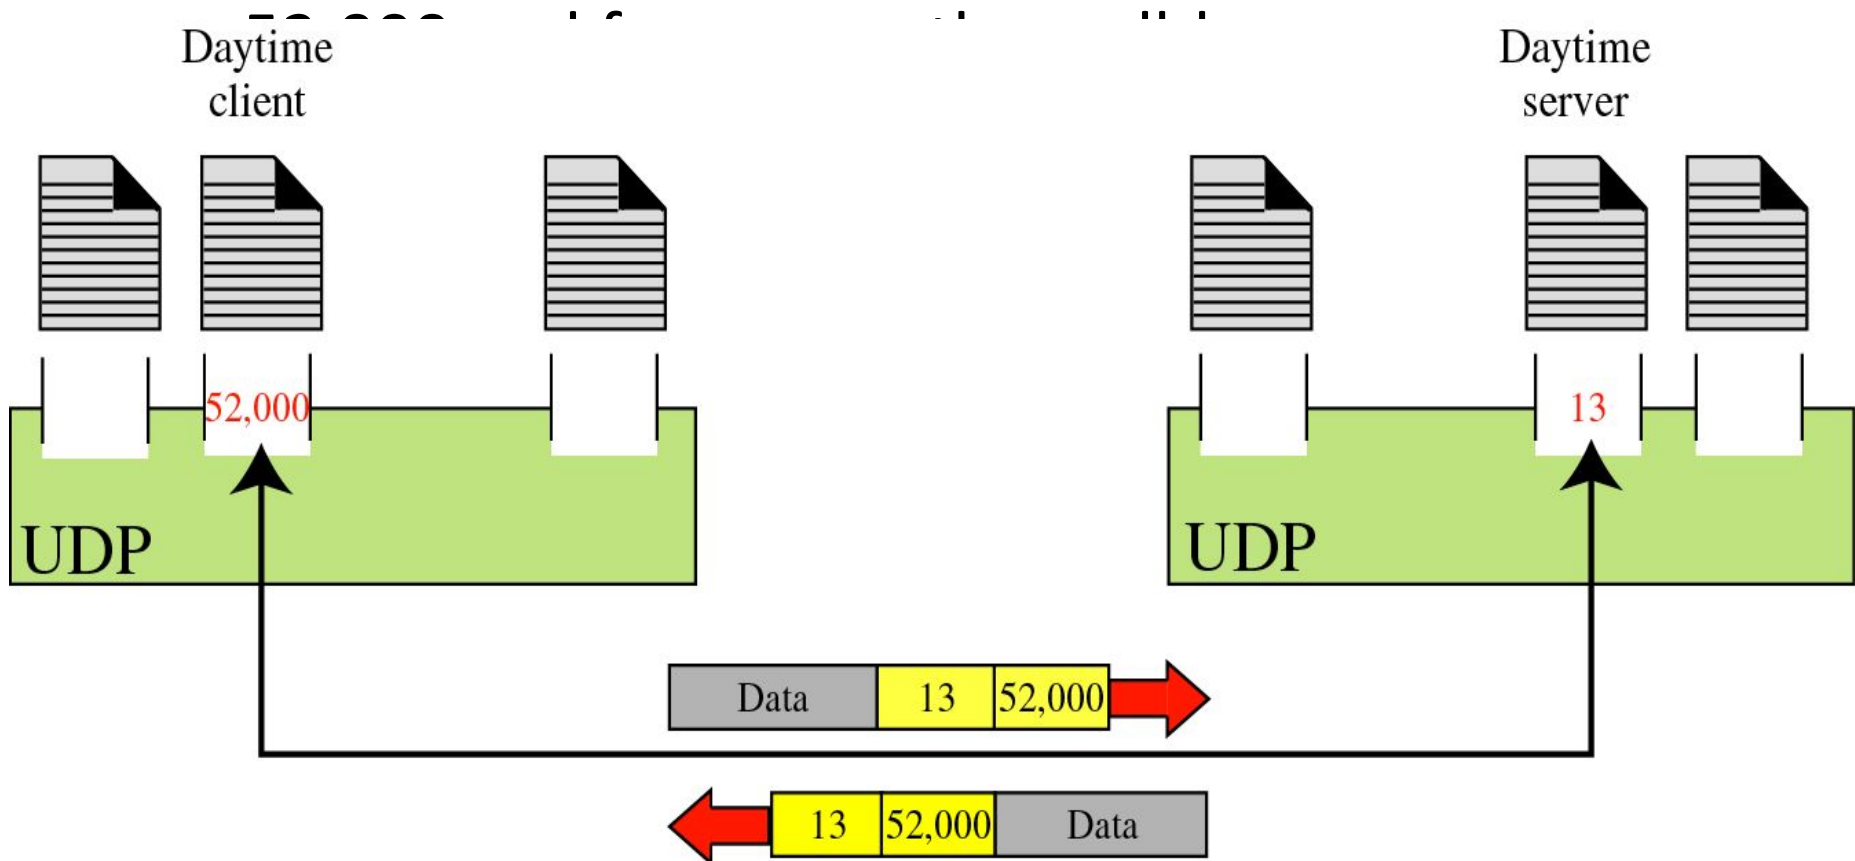 Daytime
client
Daytime
server
52,000
13
UDP
UDP
Data 13 52,000
13 52,000 Data